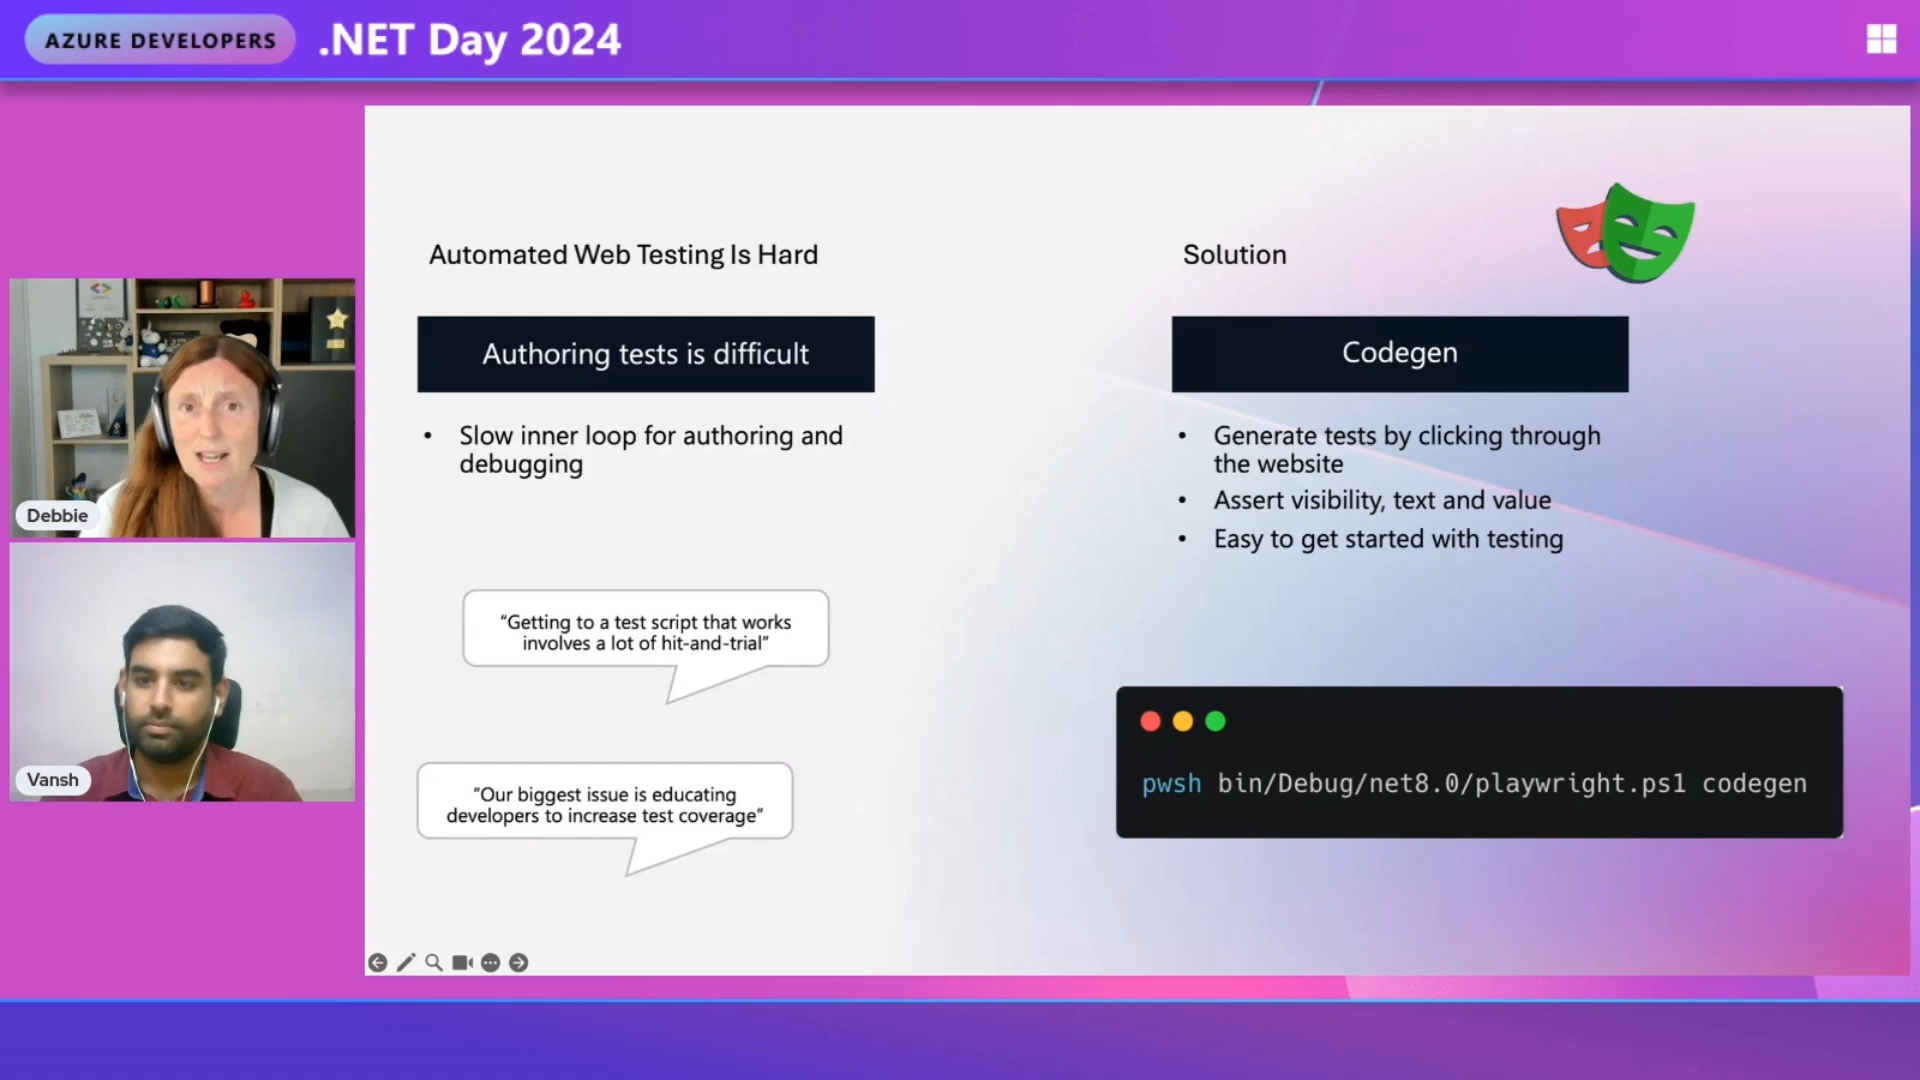 AZURE DEVELOPERS
.NET Day 2024
Automated Web Testing Is Hard
Authoring tests is difficult
• Slow inner loop for authoring and
debugging
“Getting to a test script that works
involves a lot of hit-and-trial”
“Our biggest issue is educating
developers to increase test coverage”
Solution
Codegen
• Generate tests by clicking through
the website
• Assert visibility, text and value
• Easy to get started with testing
pwsh bin/Debug/net8.0/playwright.ps1 codegen
Debbie
Vansh